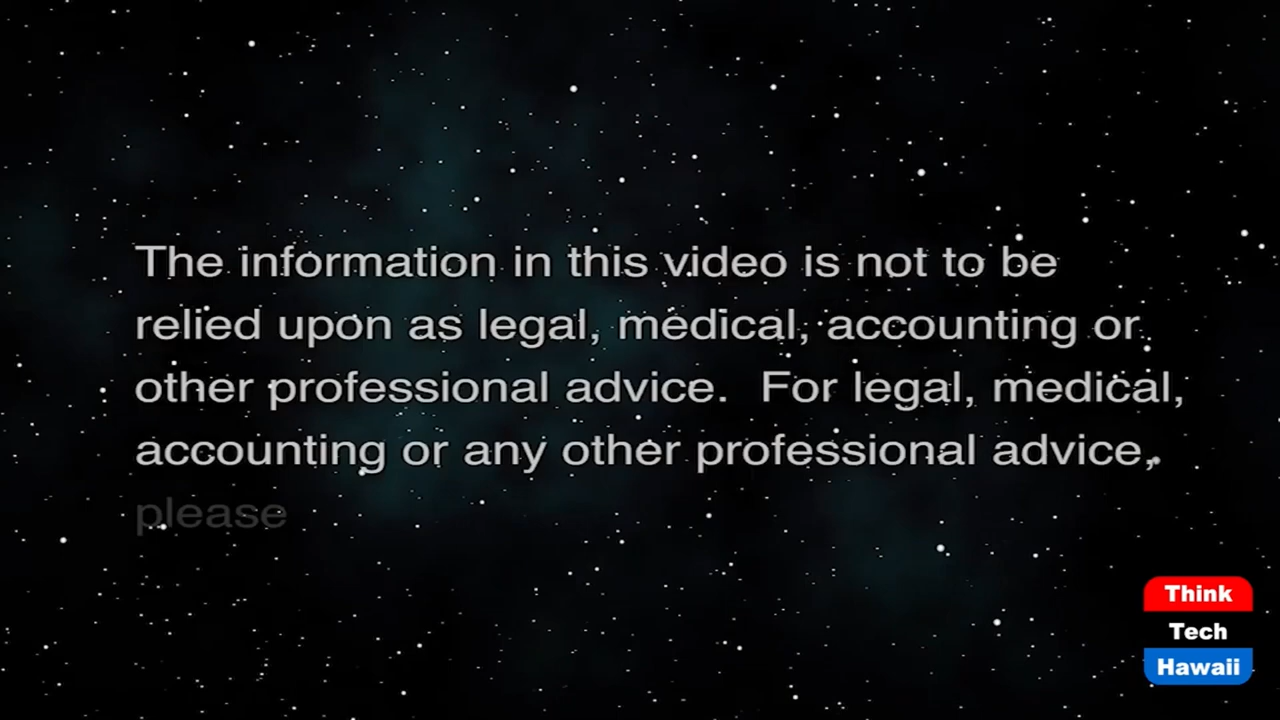 The information in this video is not to be
relied upon as legal, medical, accounting or
other professional advice.  For legal, medical,
accounting or any other professional advice,
please
Think
Tech
Hawaii